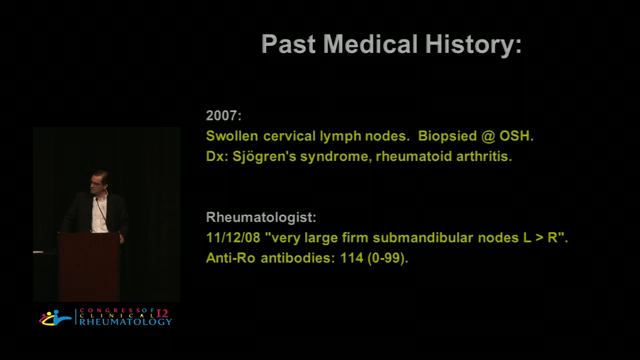 Past Medical History:
2007:
Swollen cervical lymph nodes. Biopsied @ OSH.
Dx: Sjögren's syndrome, rheumatoid arthritis.
Rheumatologist:
11/12/08 "very large firm submandibular nodes L > R".
Anti-Ro antibodies: 114 (0-99).
CONGRESS OF
CLINICAL 12
RHEUMATOLOGY